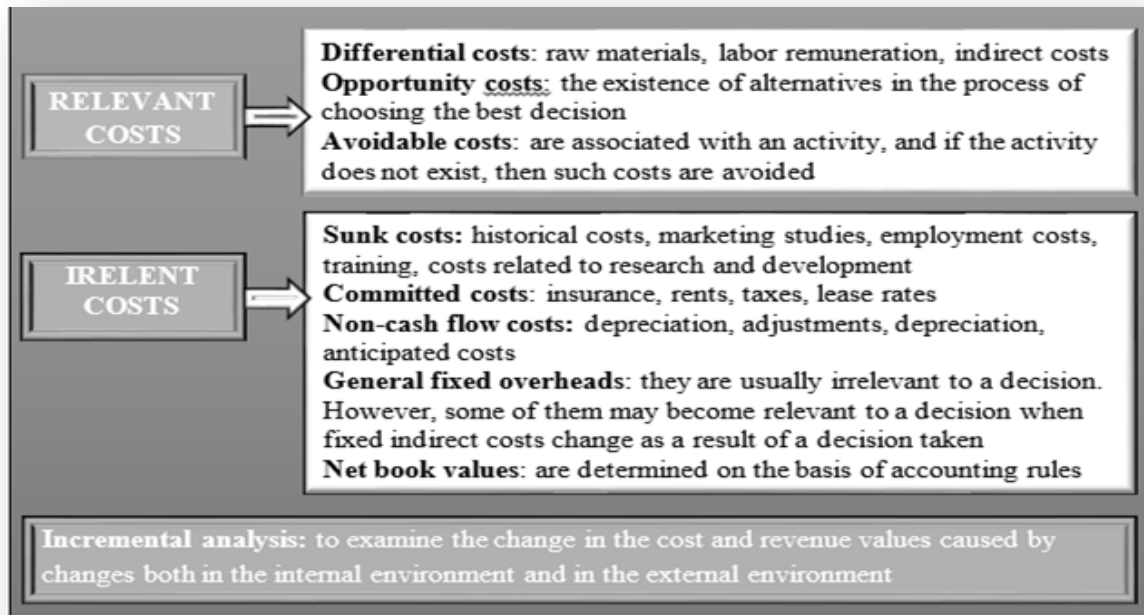 RELEVANT
COSTS
Differential costs: raw materials, labor remuneration, indirect costs
Opportunity costs: the existence of alternatives in the process of
choosing the best decision
Avoidable costs: are associated with an activity, and if the activity
does not exist, then such costs are avoided
IRELENT
COSTS
Sunk costs: historical costs, marketing studies, employment costs,
training, costs related to research and development
Committed costs: insurance, rents, taxes, lease rates
Non-cash flow costs: depreciation, adjustments, depreciation,
anticipated costs
General fixed overheads: they are usually irrelevant to a decision.
However, some of them may become relevant to a decision when
fixed indirect costs change as a result of a decision taken
Net book values: are determined on the basis of accounting rules
Incremental analysis: to examine the change in the cost and revenue values caused by
changes both in the internal environment and in the external environment